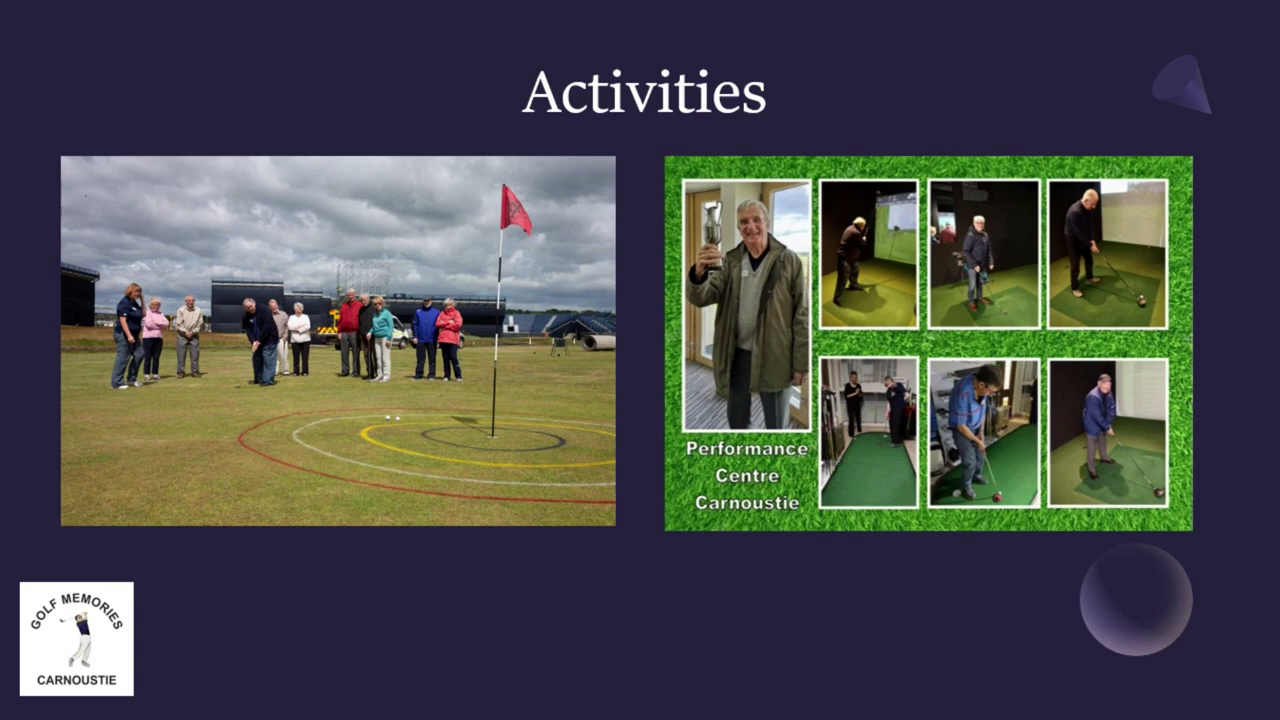 Activities
Performance
Centre
Carnoustie
GOLF MEMORIES
CARNOUSTIE